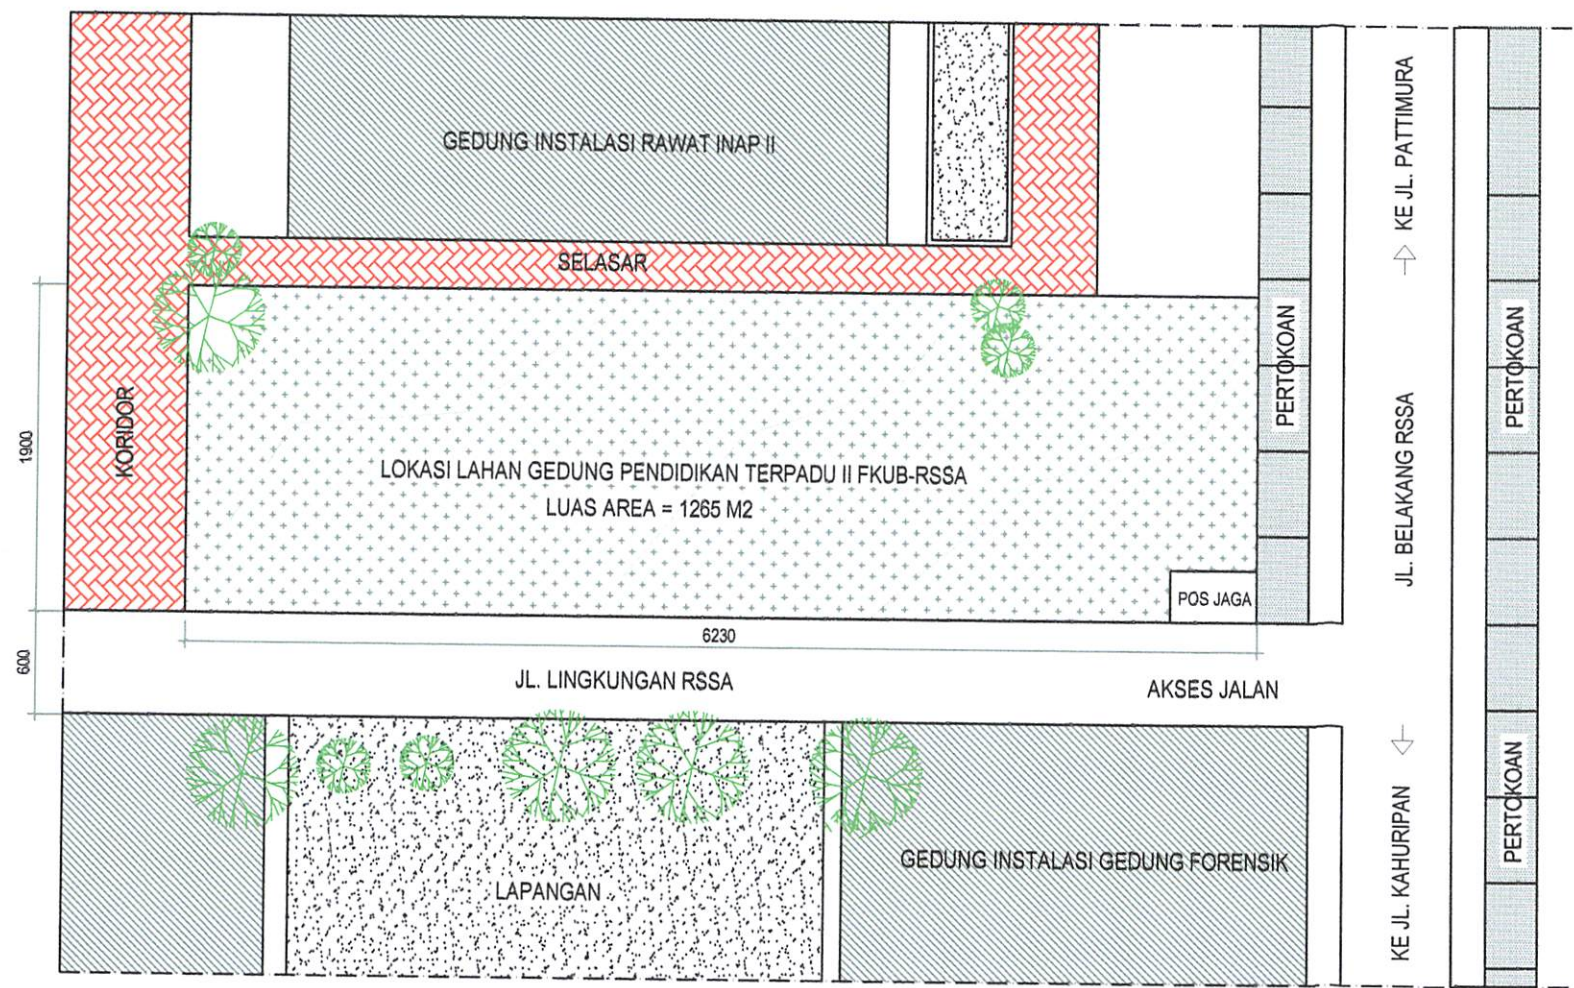 GEDUNG INSTALASI RAWAT INAP II
SELASAR
KORIDOR
1900
600
LOKASI LAHAN GEDUNG PENDIDIKAN TERPADU II FKUB-RSSA
LUAS AREA = 1265 M2
POS JAGA
6230
JL. LINGKUNGAN RSSA
AKSES JALAN
LAPANGAN
GEDUNG INSTALASI GEDUNG FORENSIK
PERTOKOAN
KE JL. PATTIMURA
JL. BELAKANG RSSA
KE JL. KAHURIPAN
PERTOKOAN
PERTOKOAN